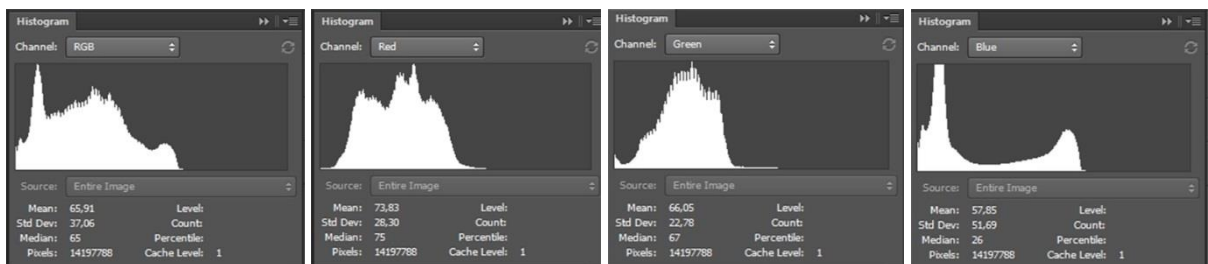 Histogram
Channel: RGB
Source: Entire Image
Mean: 65,91 Level:
Std Dev: 37,06 Count:
Median: 65 Percentile:
Pixels: 14197788 Cache Level: 1
Histogram
Channel: Red
Source: Entire Image
Mean: 73,83 Level:
Std Dev: 28,30 Count:
Median: 75 Percentile:
Pixels: 14197788 Cache Level: 1
Histogram
Channel: Green
Source: Entire Image
Mean: 66,05 Level:
Std Dev: 22,78 Count:
Median: 67 Percentile:
Pixels: 14197788 Cache Level: 1
Histogram
Channel: Blue
Source: Entire Image
Mean: 57,85 Level:
Std Dev: 51,69 Count:
Median: 26 Percentile:
Pixels: 14197788 Cache Level: 1